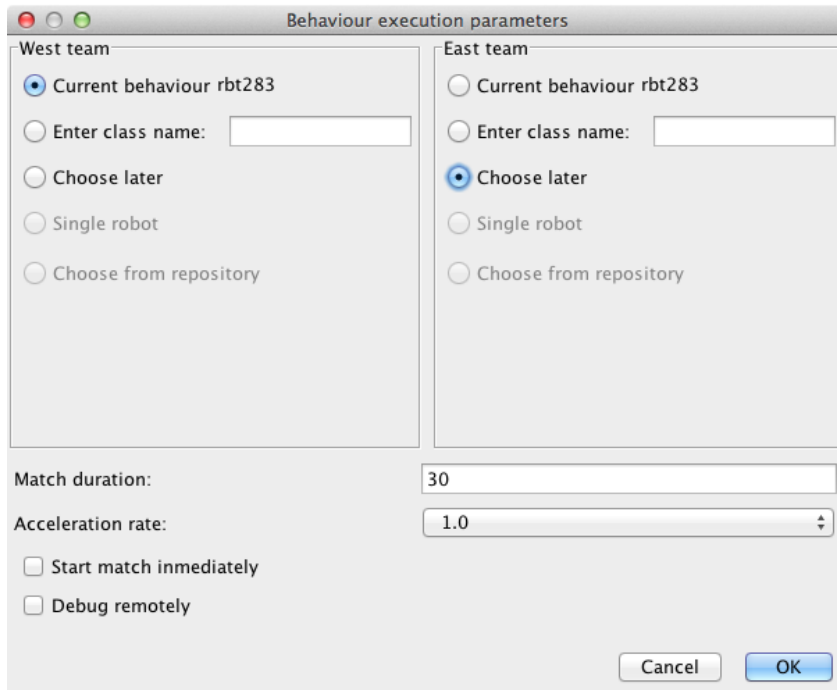 Behaviour execution parameters
West team
Current behaviour rbt283
Enter class name:
Choose later
Single robot
Choose from repository
East team
Current behaviour rbt283
Enter class name:
Choose later
Single robot
Choose from repository
Match duration: 30
Acceleration rate: 1.0
Start match inmediately
Debug remotely
Cancel OK